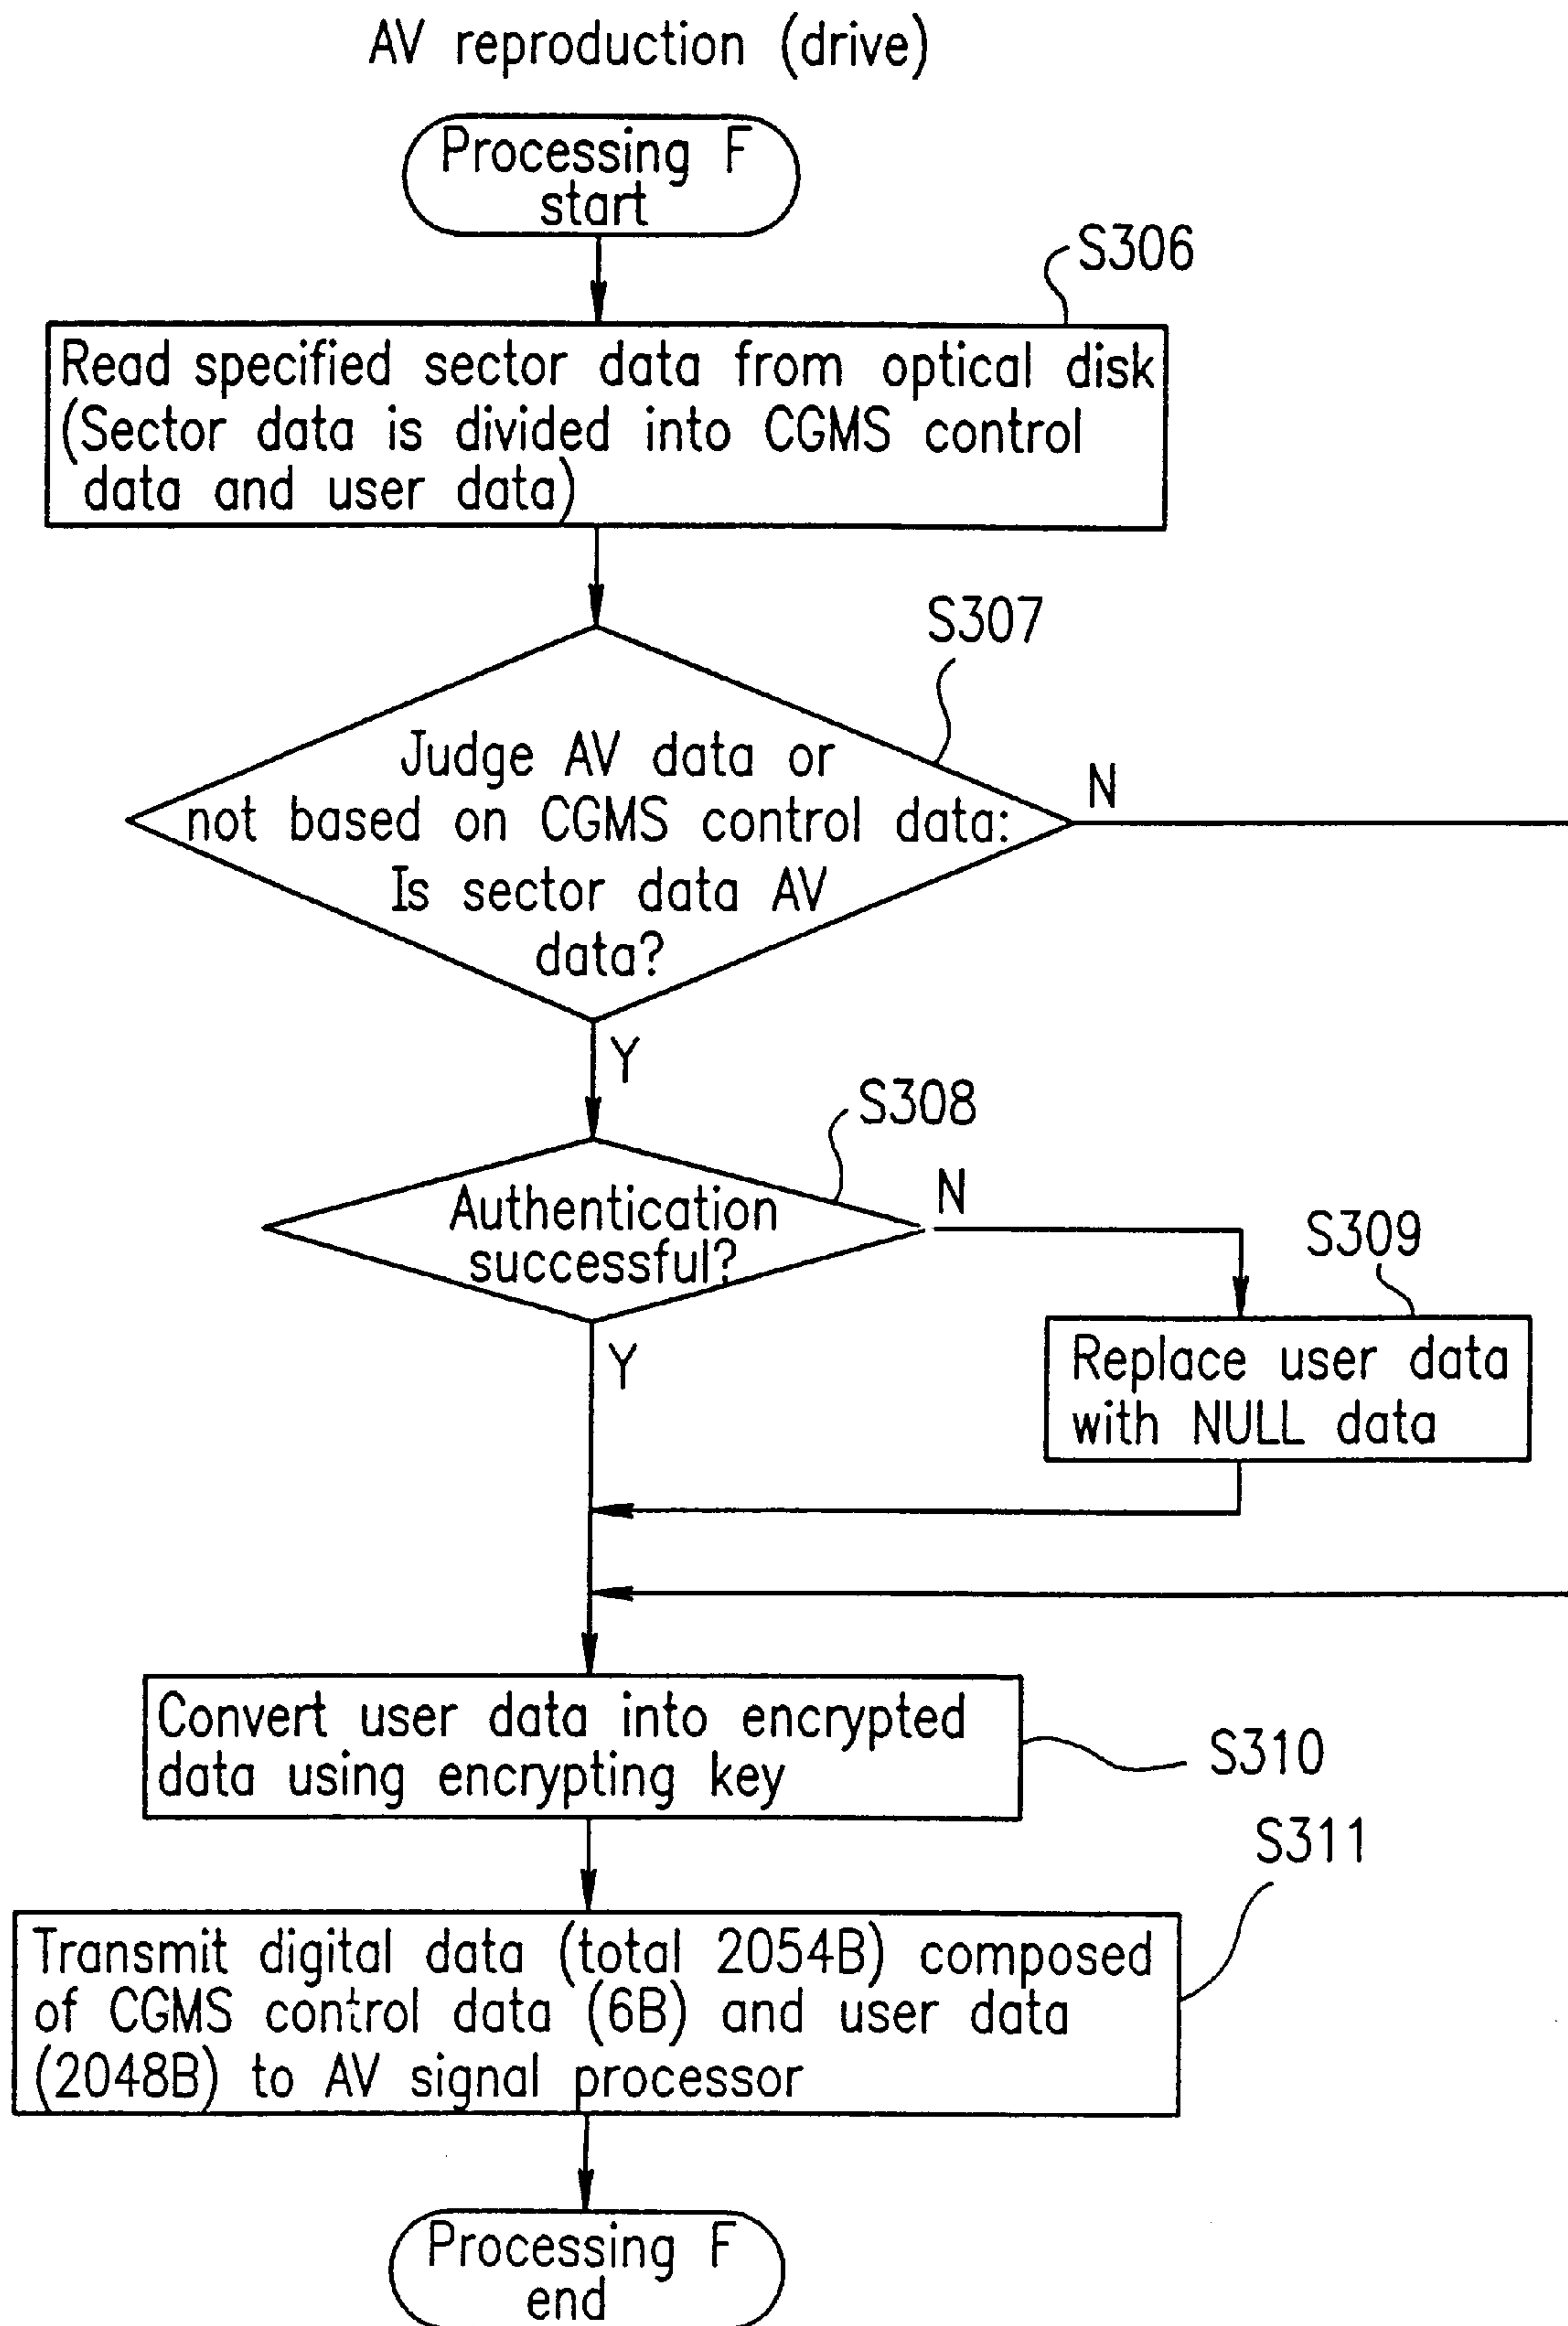 AV reproduction (drive)
Processing F
start
S306
Read specified sector data from optical disk
(Sector data is divided into CGMS control
data and user data)
S307
Judge AV data or
not based on CGMS control data:
Is sector data AV
data?
N
Y
S308
Authentication
successful?
N
S309
Y
Replace user data
with NULL data
Convert user data into encrypted
data using encrypting key
S310
S311
Transmit digital data (total 2054B) composed
of CGMS control data (6B) and user data
(2048B) to AV signal processor
Processing F
end